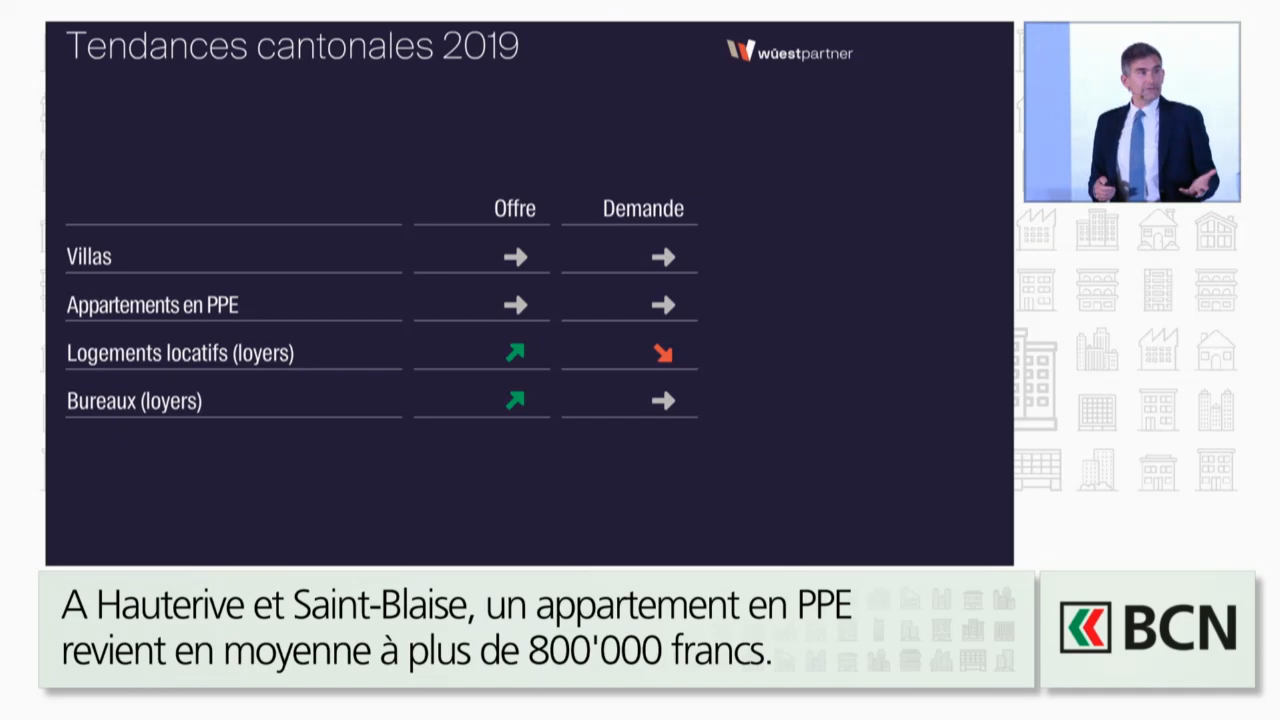 Tendances cantonales 2019
wüestpartner
Offre Demande
Villas
Appartements en PPE
Logements locatifs (loyers)
Bureaux (loyers)
A Hauterive et Saint-Blaise, un appartement en PPE
revient en moyenne à plus de 800'000 francs.
BCN